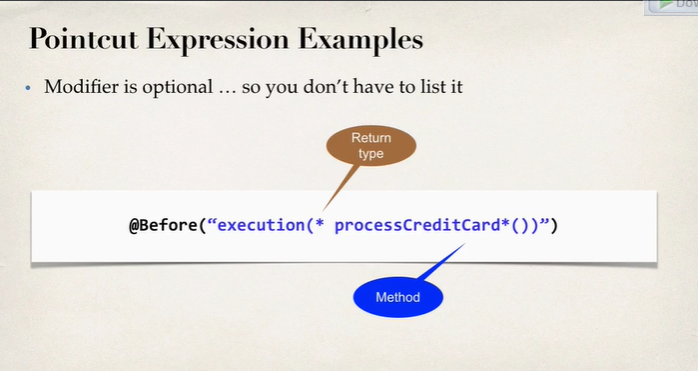 Pointcut Expression Examples
• Modifier is optional … so you don’t have to list it
Return
type
@Before(“execution(* processCreditCard*())”)
Method